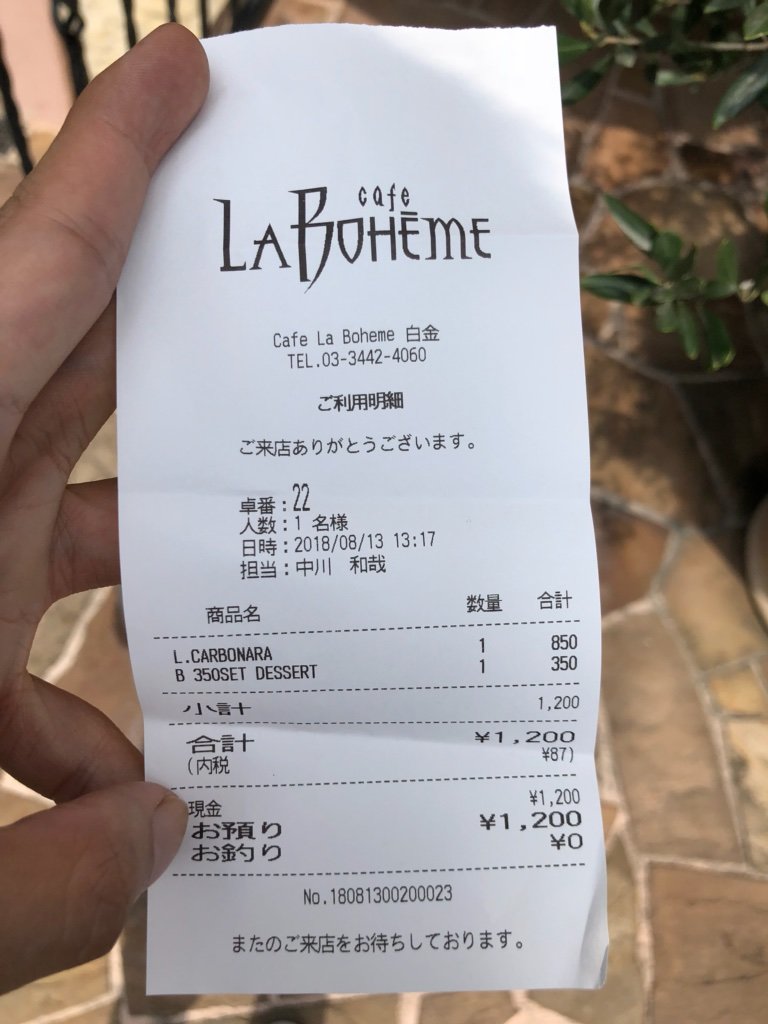 cafe
LA BOHĒME
Cafe La Boheme 白金
TEL.03-3442-4060
ご利用明細
ご来店ありがとうございます。
卓番:22
人数:1 名様
日時:2018/08/13 13:17
担当:中川 和哉
商品名 数量 合計
L.CARBONARA 1 850
B 350SET DESSERT 1 350
小計 1,200
合計 ¥1,200
(内税 ¥87)
現金 ¥1,200
お預り ¥1,200
お釣り ¥0
No.18081300200023
またのご来店をお待ちしております。